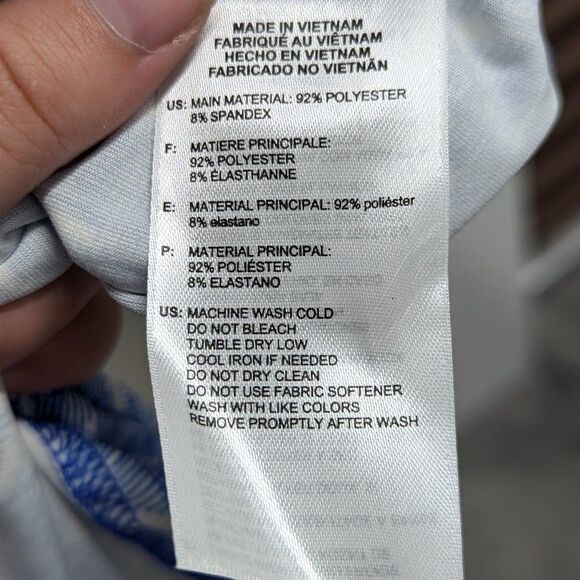 MADE IN VIETNAM
FABRIQUÉ AU VIÊTNAM
HECHO EN VIETNAM
FABRICADO NO VIETNÃN
US: MAIN MATERIAL: 92% POLYESTER
8% SPANDEX
F: MATIERE PRINCIPALE:
92% POLYESTER
8% ÉLASTHANNE
E: MATERIAL PRINCIPAL: 92% poliéster
8% elastano
P: MATERIAL PRINCIPAL:
92% POLIÉSTER
8% ELASTANO
US: MACHINE WASH COLD
DO NOT BLEACH
TUMBLE DRY LOW
COOL IRON IF NEEDED
DO NOT DRY CLEAN
DO NOT USE FABRIC SOFTENER
WASH WITH LIKE COLORS
REMOVE PROMPTLY AFTER WASH